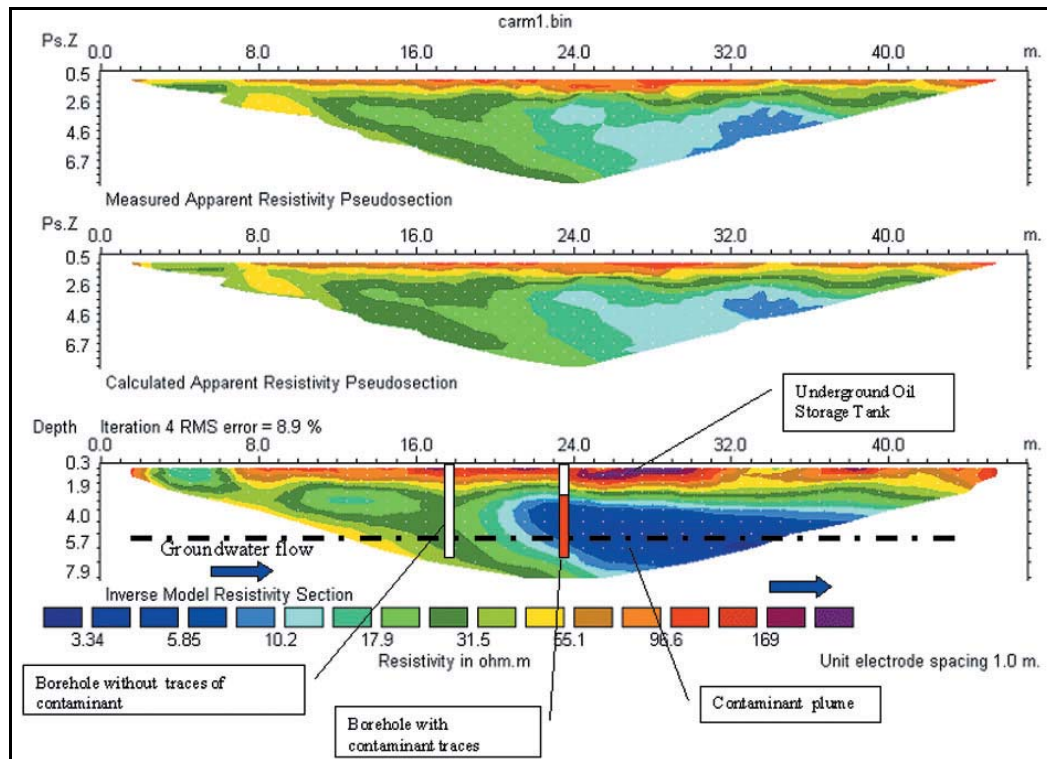 carm1.bin
Ps.Z 0.0 8.0 16.0 24.0 32.0 40.0 m.
0.5
2.6
4.6
6.7
Measured Apparent Resistivity Pseudosection
Ps.Z 0.0 8.0 16.0 24.0 32.0 40.0 m.
0.5
2.6
4.6
6.7
Calculated Apparent Resistivity Pseudosection
Underground Oil
Storage Tank
Depth Iteration 4 RMS error = 8.9 %
0.0 8.0 16.0 24.0 32.0 40.0 m.
0.3
1.9
4.0
5.7
7.9
Groundwater flow
Inverse Model Resistivity Section
3.34 5.85 10.2 17.9 31.5 55.1 96.6 169
Resistivity in ohm.m
Unit electrode spacing 1.0 m.
Borehole without traces of
contaminant
Borehole with
contaminant traces
Contaminant plume